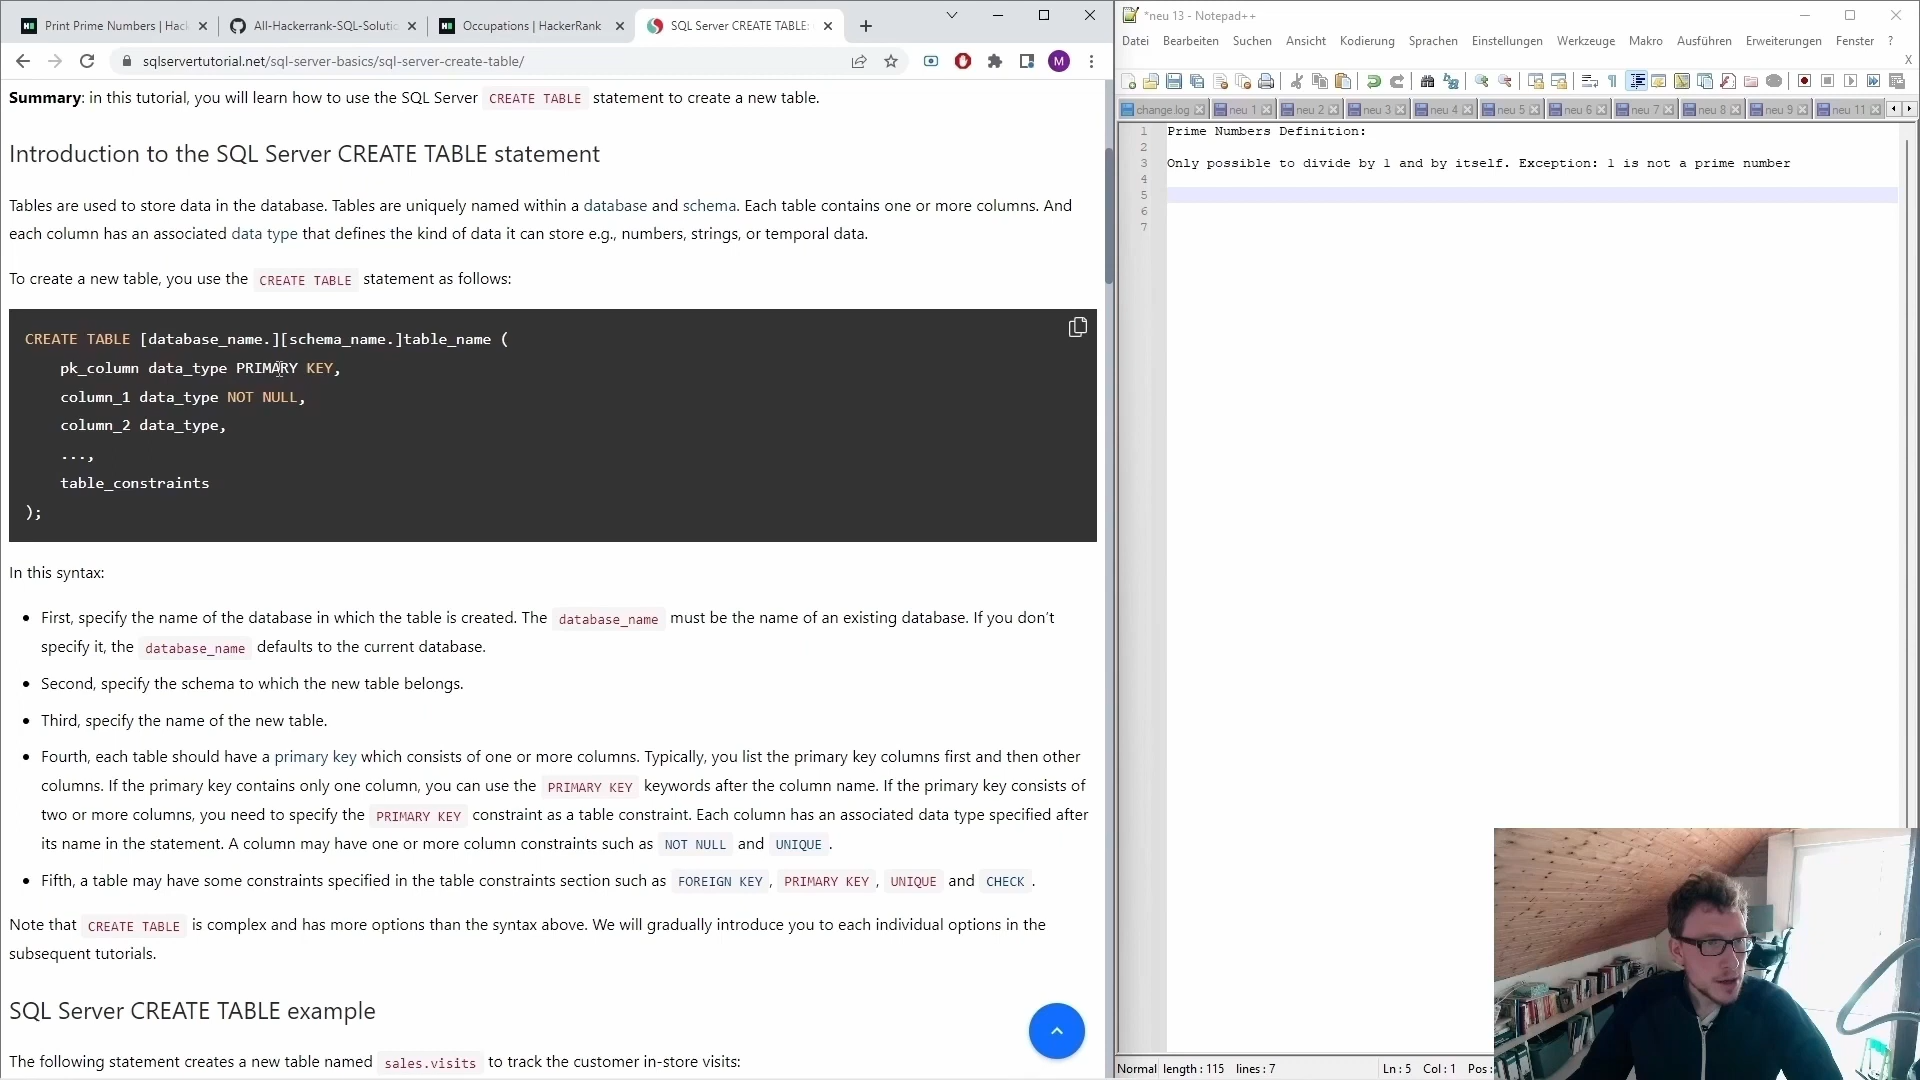 Print Prime Numbers | Hack
All-Hackerrank-SQL-Solutio
Occupations | HackerRank
SQL Server CREATE TABLE:
*neu 13 - Notepad++
Datei Bearbeiten Suchen Ansicht Kodierung Sprachen Einstellungen Werkzeuge Makro Ausführen Erweiterungen Fenster ? X
sqlservertutorial.net/sql-server-basics/sql-server-create-table/
M
change.log neu 1 neu 2 neu 3 neu 4 neu 5 neu 6 neu 7 neu 8 neu 9 neu 11
Summary: in this tutorial, you will learn how to use the SQL Server CREATE TABLE statement to create a new table.
Introduction to the SQL Server CREATE TABLE statement
Tables are used to store data in the database. Tables are uniquely named within a database and schema. Each table contains one or more columns. And
each column has an associated data type that defines the kind of data it can store e.g., numbers, strings, or temporal data.
To create a new table, you use the CREATE TABLE statement as follows:
CREATE TABLE [database_name.][schema_name.]table_name (
pk_column data_type PRIMARY KEY,
column_1 data_type NOT NULL,
column_2 data_type,
...,
table_constraints
);
In this syntax:
• First, specify the name of the database in which the table is created. The database_name must be the name of an existing database. If you don't
specify it, the database_name defaults to the current database.
• Second, specify the schema to which the new table belongs.
• Third, specify the name of the new table.
• Fourth, each table should have a primary key which consists of one or more columns. Typically, you list the primary key columns first and then other
columns. If the primary key contains only one column, you can use the PRIMARY KEY keywords after the column name. If the primary key consists of
two or more columns, you need to specify the PRIMARY KEY constraint as a table constraint. Each column has an associated data type specified after
its name in the statement. A column may have one or more column constraints such as NOT NULL and UNIQUE.
• Fifth, a table may have some constraints specified in the table constraints section such as FOREIGN KEY, PRIMARY KEY, UNIQUE and CHECK.
Note that CREATE TABLE is complex and has more options than the syntax above. We will gradually introduce you to each individual options in the
subsequent tutorials.
SQL Server CREATE TABLE example
The following statement creates a new table named sales.visits to track the customer in-store visits:
1 Prime Numbers Definition:
2
3 Only possible to divide by 1 and by itself. Exception: 1 is not a prime number
4
5
6
7
Normal length : 115 lines : 7 Ln : 5 Col : 1 Pos :